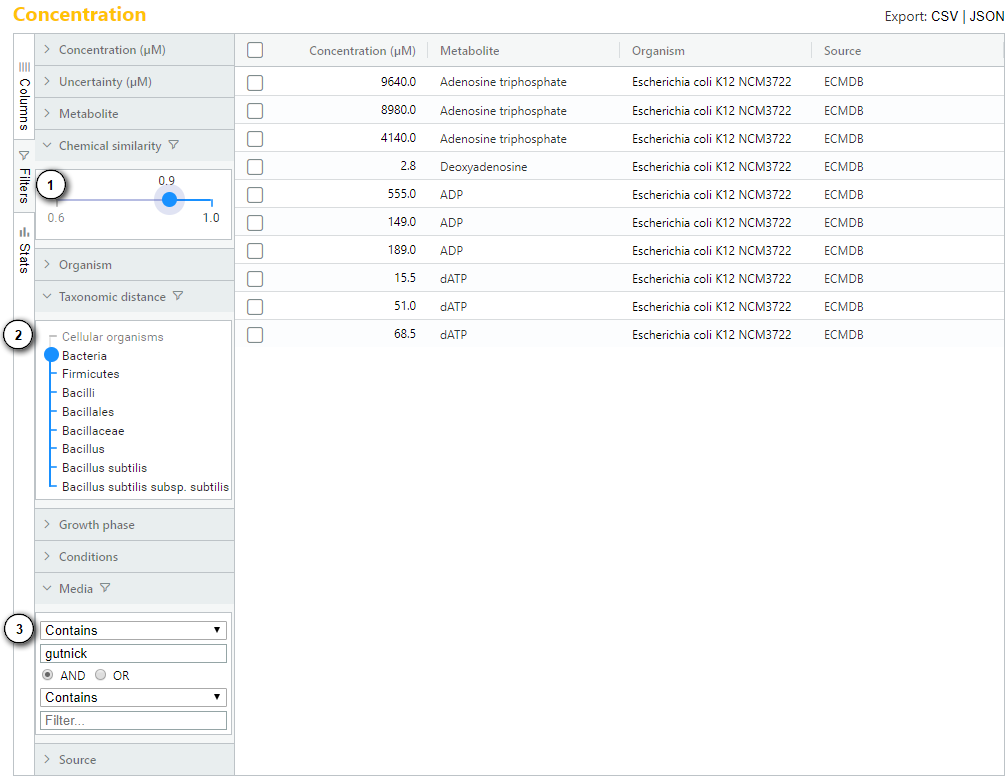 Concentration
Export: CSV | JSON
Columns
Filters
Stats
Concentration (µM)
Uncertainty (µM)
Metabolite
Chemical similarity
1
0.9
0.6 1.0
Organism
Taxonomic distance
2
Cellular organisms
Bacteria
Firmicutes
Bacilli
Bacillales
Bacillaceae
Bacillus
Bacillus subtilis
Bacillus subtilis subsp. subtilis
Growth phase
Conditions
Media
3
Contains
gutnick
AND OR
Contains
Filter...
Source
Concentration (µM) Metabolite Organism Source
9640.0 Adenosine triphosphate Escherichia coli K12 NCM3722 ECMDB
8980.0 Adenosine triphosphate Escherichia coli K12 NCM3722 ECMDB
4140.0 Adenosine triphosphate Escherichia coli K12 NCM3722 ECMDB
2.8 Deoxyadenosine Escherichia coli K12 NCM3722 ECMDB
555.0 ADP Escherichia coli K12 NCM3722 ECMDB
149.0 ADP Escherichia coli K12 NCM3722 ECMDB
189.0 ADP Escherichia coli K12 NCM3722 ECMDB
15.5 dATP Escherichia coli K12 NCM3722 ECMDB
51.0 dATP Escherichia coli K12 NCM3722 ECMDB
68.5 dATP Escherichia coli K12 NCM3722 ECMDB